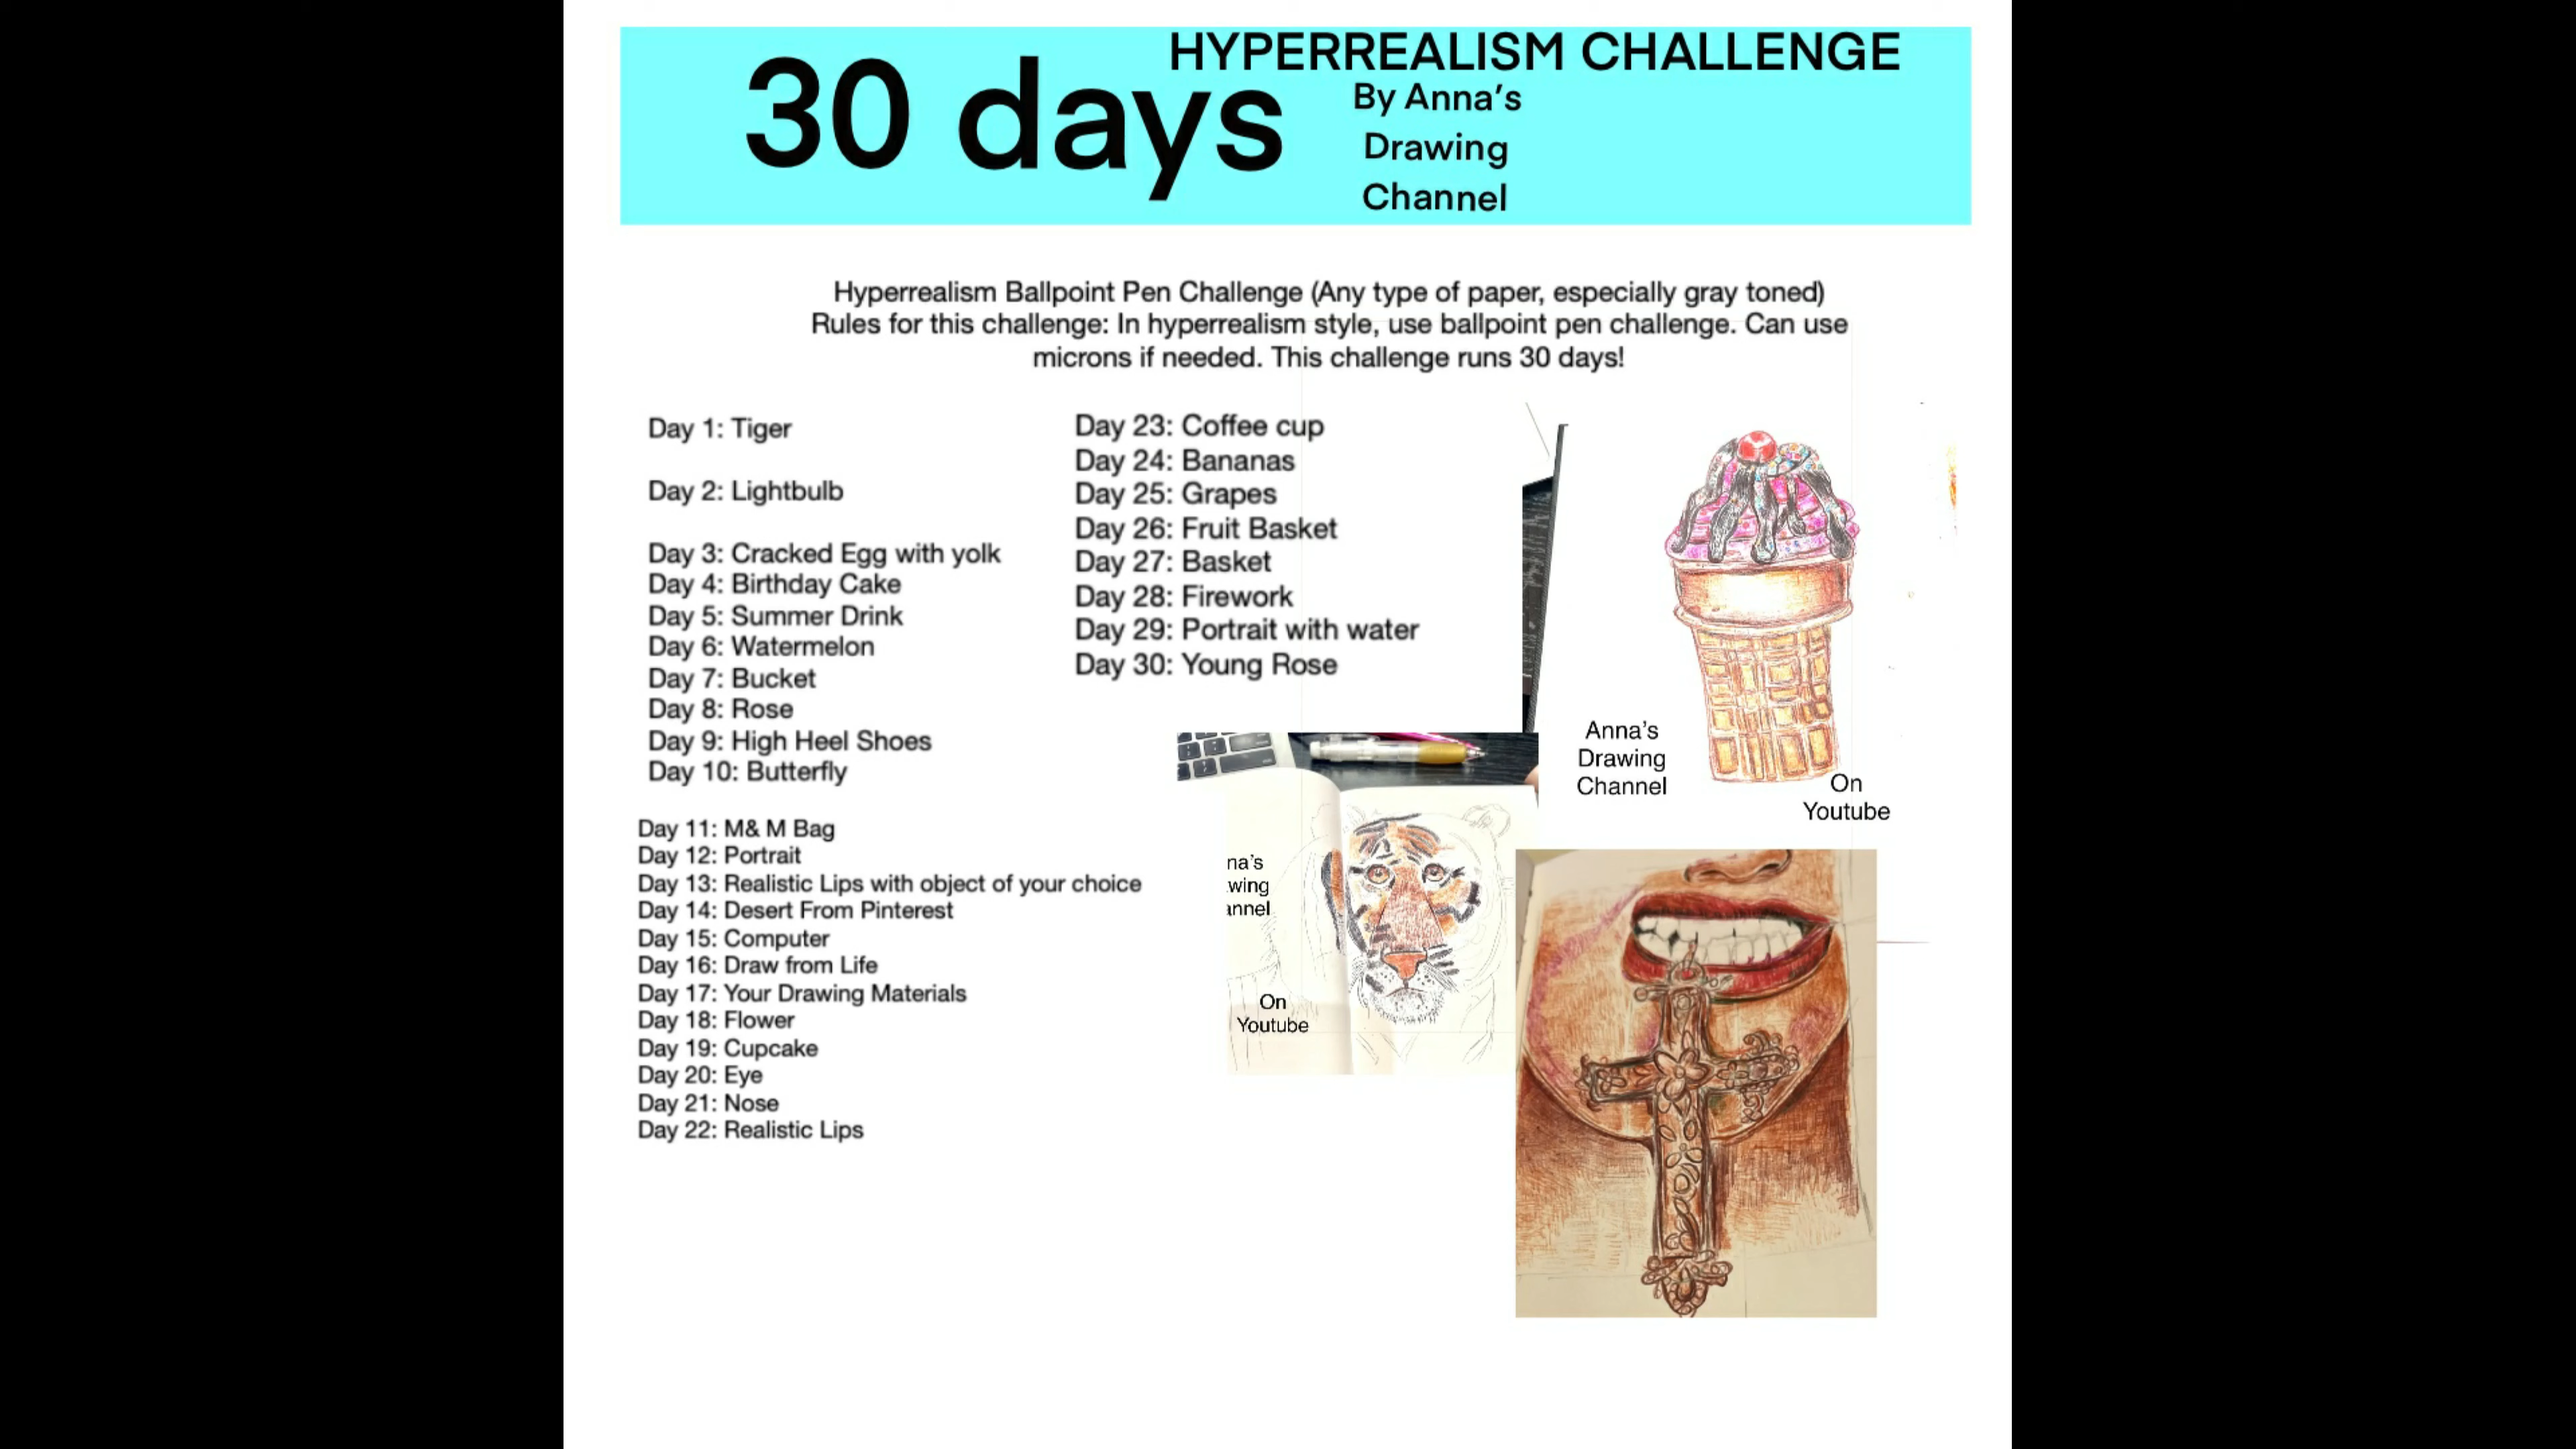 30 days
HYPERREALISM CHALLENGE
By Anna's
Drawing
Channel
Hyperrealism Ballpoint Pen Challenge (Any type of paper, especially gray toned)
Rules for this challenge: In hyperrealism style, use ballpoint pen challenge. Can use
microns if needed. This challenge runs 30 days!
Day 1: Tiger
Day 2: Lightbulb
Day 3: Cracked Egg with yolk
Day 4: Birthday Cake
Day 5: Summer Drink
Day 6: Watermelon
Day 7: Bucket
Day 8: Rose
Day 9: High Heel Shoes
Day 10: Butterfly
Day 11: M& M Bag
Day 12: Portrait
Day 13: Realistic Lips with object of your choice
Day 14: Desert From Pinterest
Day 15: Computer
Day 16: Draw from Life
Day 17: Your Drawing Materials
Day 18: Flower
Day 19: Cupcake
Day 20: Eye
Day 21: Nose
Day 22: Realistic Lips
Day 23: Coffee cup
Day 24: Bananas
Day 25: Grapes
Day 26: Fruit Basket
Day 27: Basket
Day 28: Firework
Day 29: Portrait with water
Day 30: Young Rose
Anna's
Drawing
Channel
On
Youtube
na's
wing
annel
On
Youtube